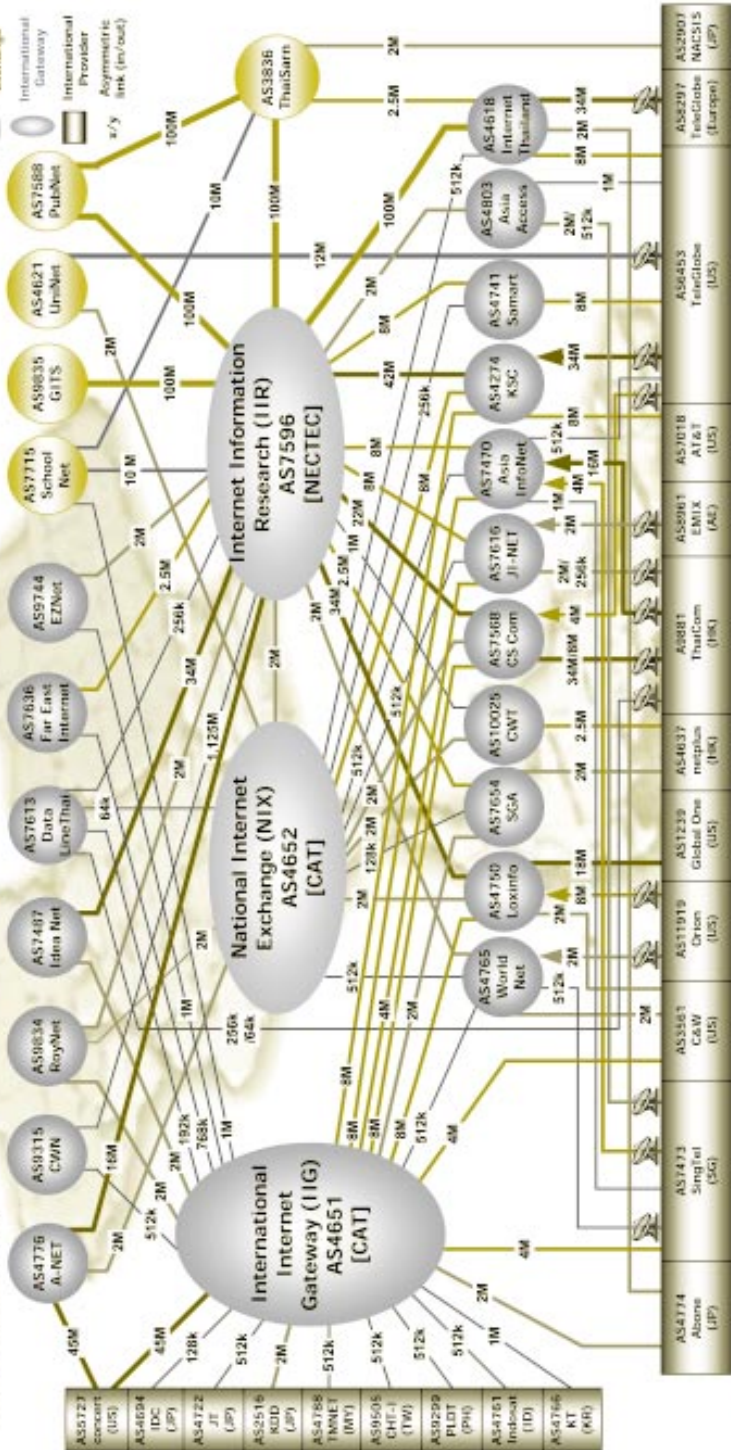 International
Gateway
International
Provider
x/y
Asymmetric
link (in/out)
AS4776
A-NET
AS9315
CWN
AS9834
RoyNet
AS7487
Idea Net
AS7613
Data
LineThai
AS7636
Far East
Internet
AS9744
EZNet
AS7715
School
Net
AS9835
GITS
AS4621
UniNet
AS7588
PubNet
AS3836
ThaiSarn
International
Internet
Gateway (IIG)
AS4651
[CAT]
National Internet
Exchange (NIX)
AS4652
[CAT]
Internet Information
Research (IIR)
AS7596
[NECTEC]
AS4765
World
Net
AS4750
Loxinfo
AS7654
SGA
AS10025
CWT
AS7568
CS Com
AS7616
JI-NET
AS7470
Asia
InfoNet
AS4274
KSC
AS4741
Samart
AS4803
Asia
Access
AS4618
Internet
Thailand
AS5727
concert
(US)
AS4694
IDC
(JP)
AS4722
JT
(JP)
AS2516
KDD
(JP)
AS4788
TMNET
(MY)
AS9505
CHT-I
(TW)
AS9299
PLDT
(PH)
AS4761
Indosat
(ID)
AS4766
KT
(KR)
AS4774
Abone
(JP)
AS7473
SingTel
(SG)
AS3561
C&W
(US)
AS11919
Orion
(US)
AS1239
Global One
(US)
AS4637
netplus
(HK)
A9881
ThaiCom
(HK)
AS8961
EMIX
(AE)
AS7018
AT&T
(US)
AS6453
TeleGlobe
(US)
AS8297
TeleGlobe
(Europe)
AS2907
NACSIS
(JP)
45M
45M
128k
512k
2M
512k
512k
512k
512k
1M
2M
4M
4M
16M
2M
512k
2M
2M
192k
768k
1M
1M
256k
/64k
2M
64k
34M
2M
1,125M
256k
2.5M
2M
10 M
10M
100M
2M
12M
100M
100M
100M
2M
2.5M
100M
2M
8M
42M
8M
8M
22M
1M
2.5M
34M
2M
2M
512k
2M
128k
2M
2M
512k
512k
8M
256k
512k
8M
8M
8M
4M
2M
8M
512k
512k
2M
2M
2M
8M
18M
2M
2.5M
34M/8M
4M
2M/
256k
2M
1M
4M
16M
512k
8M
34M
8M
2M/
512k
1M
8M
2M
34M